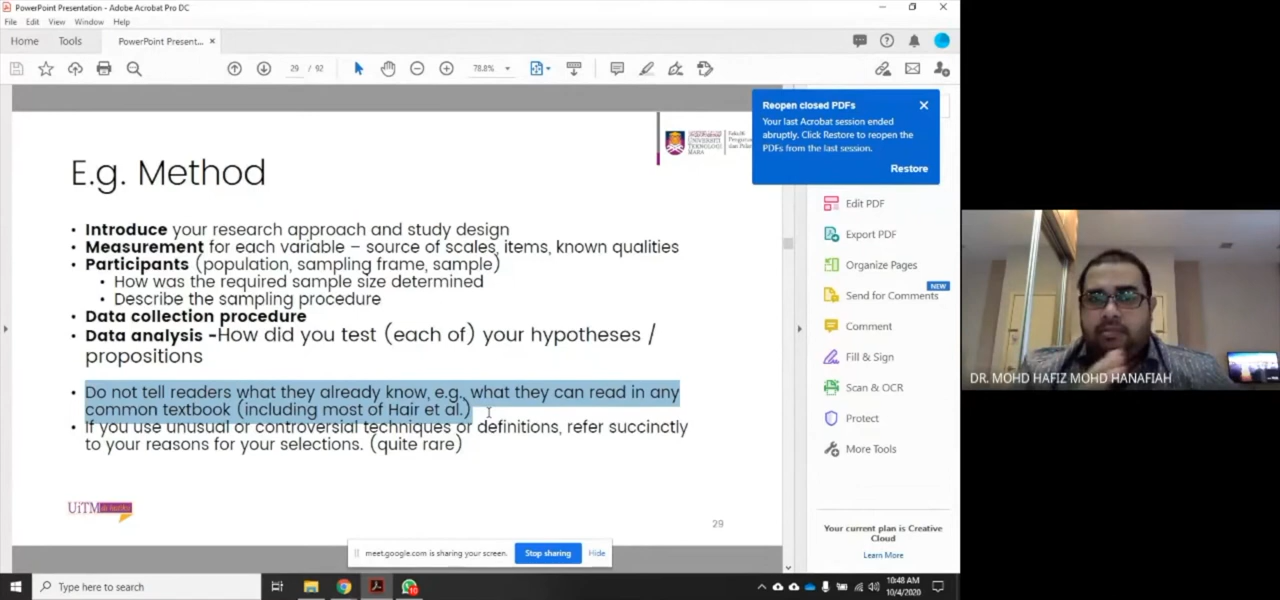 PowerPoint Presentation - Adobe Acrobat Pro DC
File Edit View Window Help
Home Tools PowerPoint Present... ×
29 / 92 78.8%
Reopen closed PDFs
Your last Acrobat session ended
abruptly. Click Restore to reopen the
PDFs from the last session.
Restore
UNIVERSITI
TEKNOLOGI
MARA
E.g. Method
• Introduce your research approach and study design
• Measurement for each variable – source of scales, items, known qualities
• Participants (population, sampling frame, sample)
• How was the required sample size determined
• Describe the sampling procedure
• Data collection procedure
• Data analysis -How did you test (each of) your hypotheses /
propositions
• Do not tell readers what they already know, e.g., what they can read in any
common textbook (including most of Hair et al.)
• If you use unusual or controversial techniques or definitions, refer succinctly
to your reasons for your selections. (quite rare)
UiTM
29
Edit PDF
Export PDF
Organize Pages
NEW
Send for Comments
Comment
Fill & Sign
Scan & OCR
Protect
More Tools
Your current plan is Creative
Cloud
Learn More
DR. MOHD HAFIZ MOHD HANAFIAH
meet.google.com is sharing your screen. Stop sharing Hide
Type here to search
10:48 AM
10/4/2020